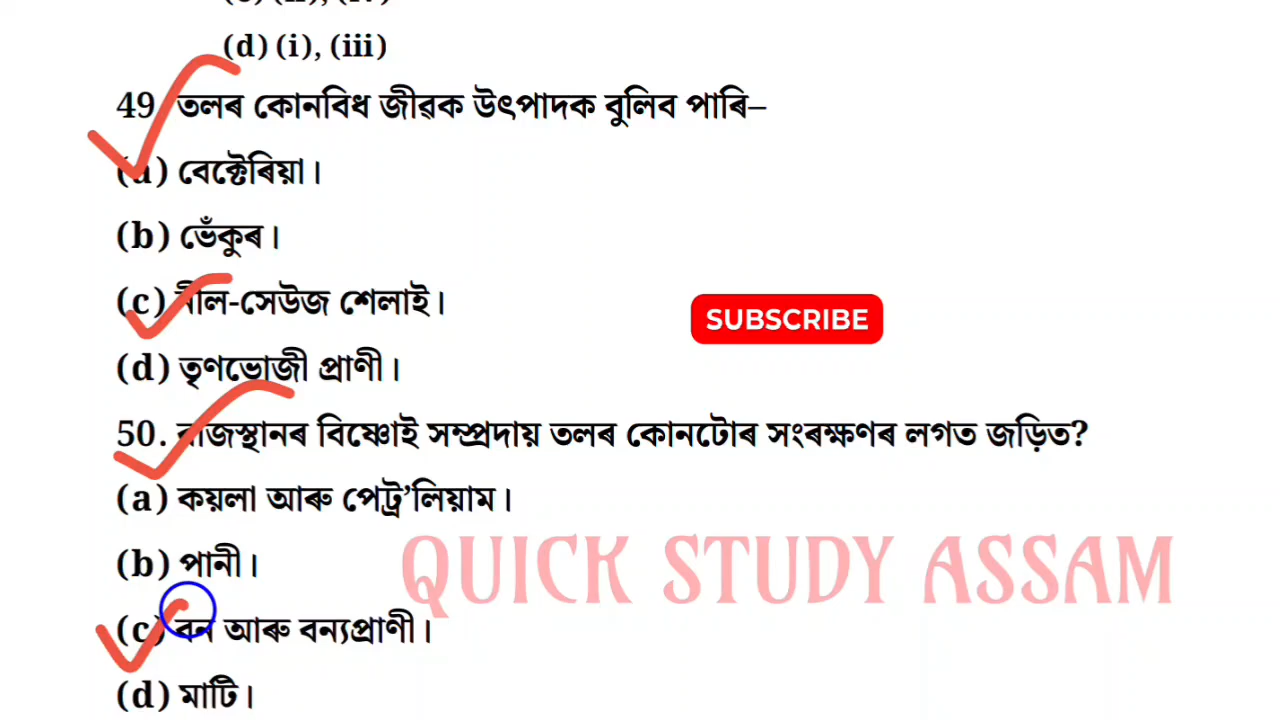 (d) (i), (iii)
49. তলৰ কোনবিধ জীৱক উৎপাদক বুলিব পাৰি–
(a) বেক্টেৰিয়া।
(b) ভেঁকুৰ।
(c) নীল-সেউজ শেলাই।
SUBSCRIBE
(d) তৃণভোজী প্ৰাণী।
50. ৰাজস্থানৰ বিষ্ণোই সম্প্ৰদায় তলৰ কোনটোৰ সংৰক্ষণৰ লগত জড়িত?
(a) কয়লা আৰু পেট্ৰ’লিয়াম।
(b) পানী।
QUICK STUDY ASSAM
(c) বন আৰু বন্যপ্ৰাণী।
(d) মাটি।